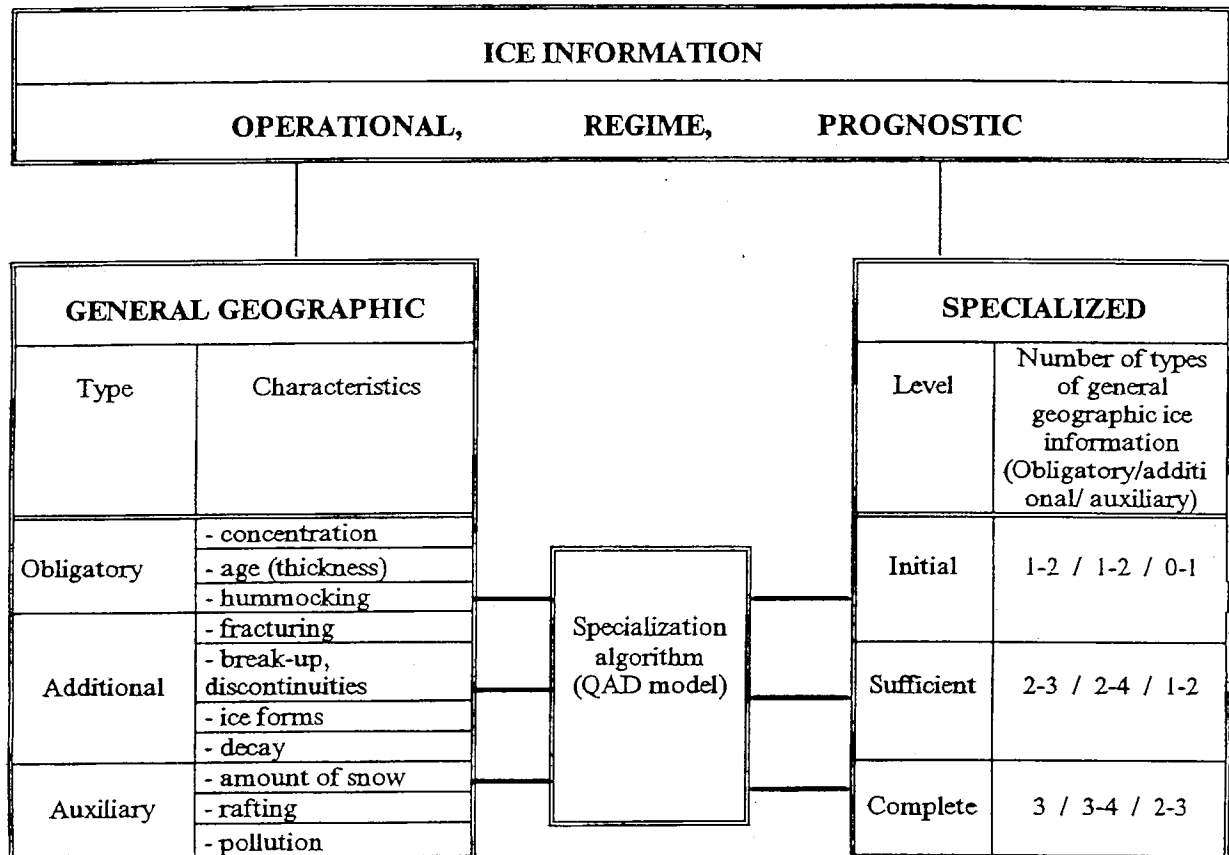 ICE INFORMATION
OPERATIONAL, REGIME, PROGNOSTIC
GENERAL GEOGRAPHIC
Type
Characteristics
Obligatory
- concentration
- age (thickness)
- hummocking
Additional
- fracturing
- break-up,
discontinuities
- ice forms
- decay
Auxiliary
- amount of snow
- rafting
- pollution
Specialization
algorithm
(QAD model)
SPECIALIZED
Level
Number of types
of general
geographic ice
information
(Obligatory/additi
onal/ auxiliary)
Initial
1-2 / 1-2 / 0-1
Sufficient
2-3 / 2-4 / 1-2
Complete
3 / 3-4 / 2-3